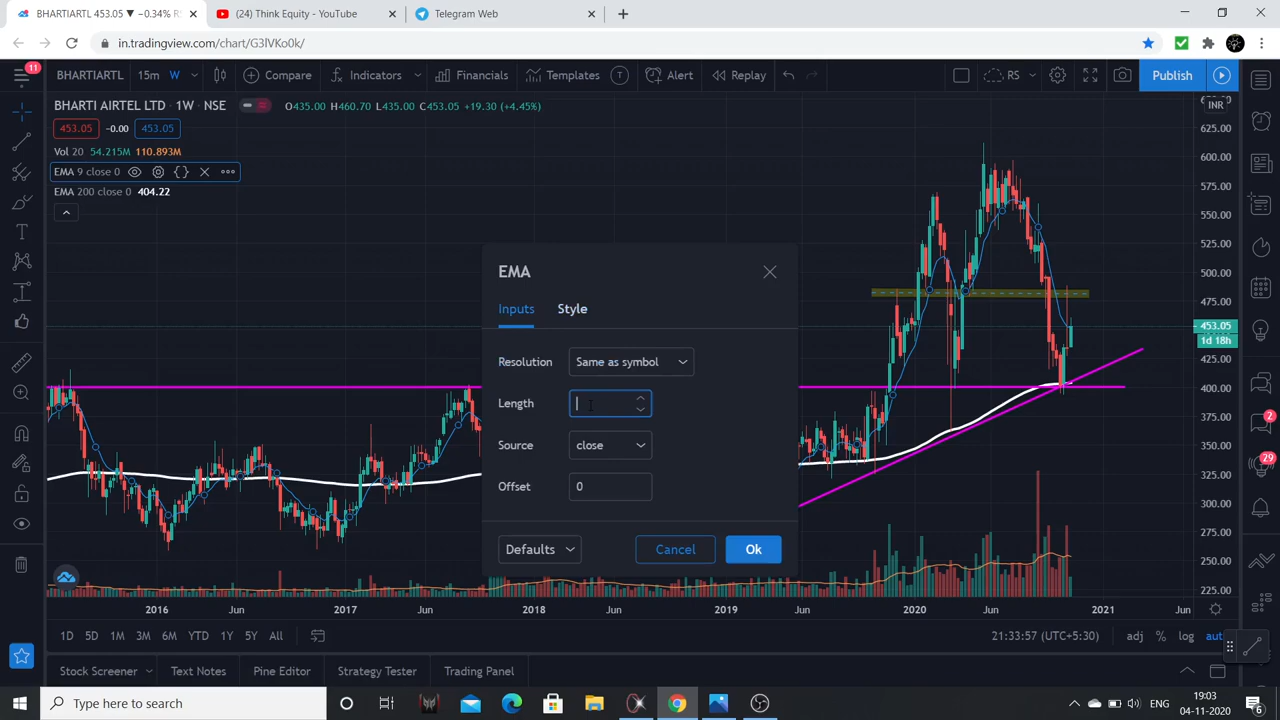 BHARTIARTL 453.05 ▼ −0.34% R
(24) Think Equity - YouTube
Telegram Web
in.tradingview.com/chart/G3lVKo0k/
11
BHARTIARTL
15m
W
Compare
Indicators
Financials
Templates
Alert
Replay
RS
Publish
BHARTI AIRTEL LTD · 1W · NSE
O435.00 H460.70 L435.00 C453.05 +19.30 (+4.45%)
INR
453.05
-0.00
453.05
Vol 20 54.215M 110.893M
EMA 9 close 0
EMA 200 close 0 404.22
625.00
600.00
575.00
550.00
525.00
500.00
475.00
453.05
1d 18h
425.00
400.00
375.00
350.00
325.00
300.00
275.00
250.00
225.00
EMA
Inputs
Style
Resolution
Same as symbol
Length
Source
close
Offset
0
Defaults
Cancel
Ok
2
29
2016
Jun
2017
Jun
2018
Jun
2019
Jun
2020
Jun
2021
Jun
1D
5D
1M
3M
6M
YTD
1Y
5Y
All
21:33:57 (UTC+5:30)
adj
%
log
auto
Stock Screener
Text Notes
Pine Editor
Strategy Tester
Trading Panel
Type here to search
ENG
19:03
04-11-2020
6